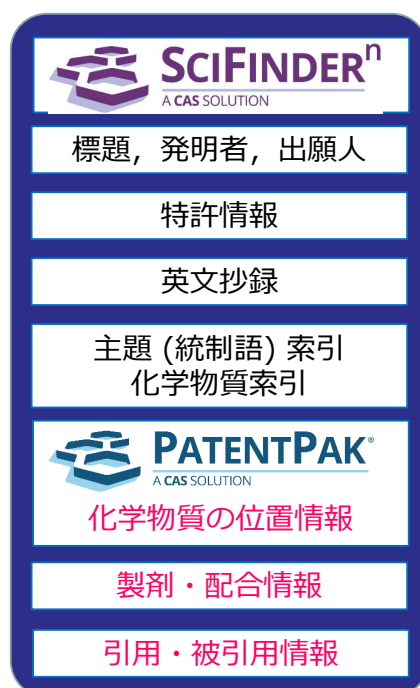 SCIFINDERⁿ
A CAS SOLUTION
標題，発明者，出願人
特許情報
英文抄録
主題 (統制語) 索引
化学物質索引
PATENTPAK®
A CAS SOLUTION
化学物質の位置情報
製剤・配合情報
引用・被引用情報